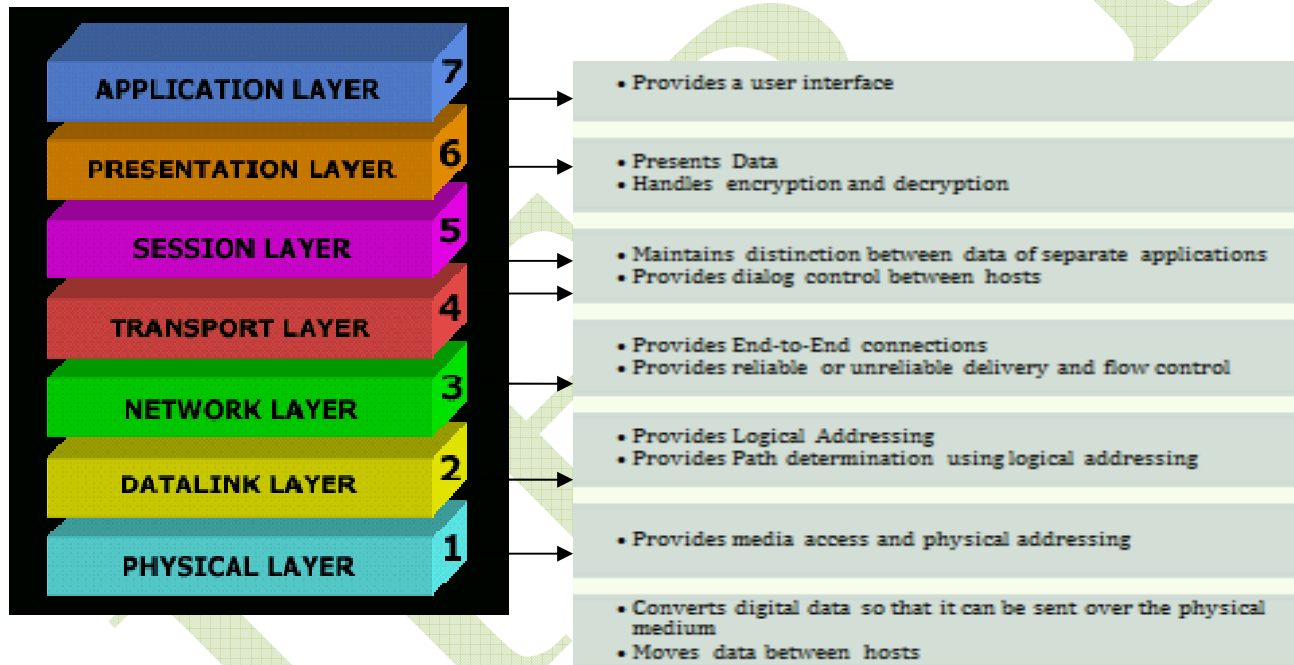 APPLICATION LAYER 7
PRESENTATION LAYER 6
SESSION LAYER 5
TRANSPORT LAYER 4
NETWORK LAYER 3
DATALINK LAYER 2
PHYSICAL LAYER 1
• Provides a user interface
• Presents Data
• Handles encryption and decryption
• Maintains distinction between data of separate applications
• Provides dialog control between hosts
• Provides End-to-End connections
• Provides reliable or unreliable delivery and flow control
• Provides Logical Addressing
• Provides Path determination using logical addressing
• Provides media access and physical addressing
• Converts digital data so that it can be sent over the physical
medium
• Moves data between hosts